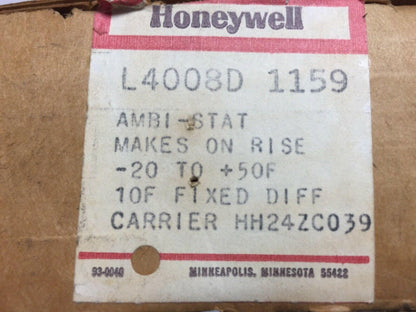 Honeywell
L4008D 1159
AMBI-STAT
MAKES ON RISE
-20 TO +50F
10F FIXED DIFF
CARRIER HH24ZC039
93-0040 MINNEAPOLIS, MINNESOTA 55422